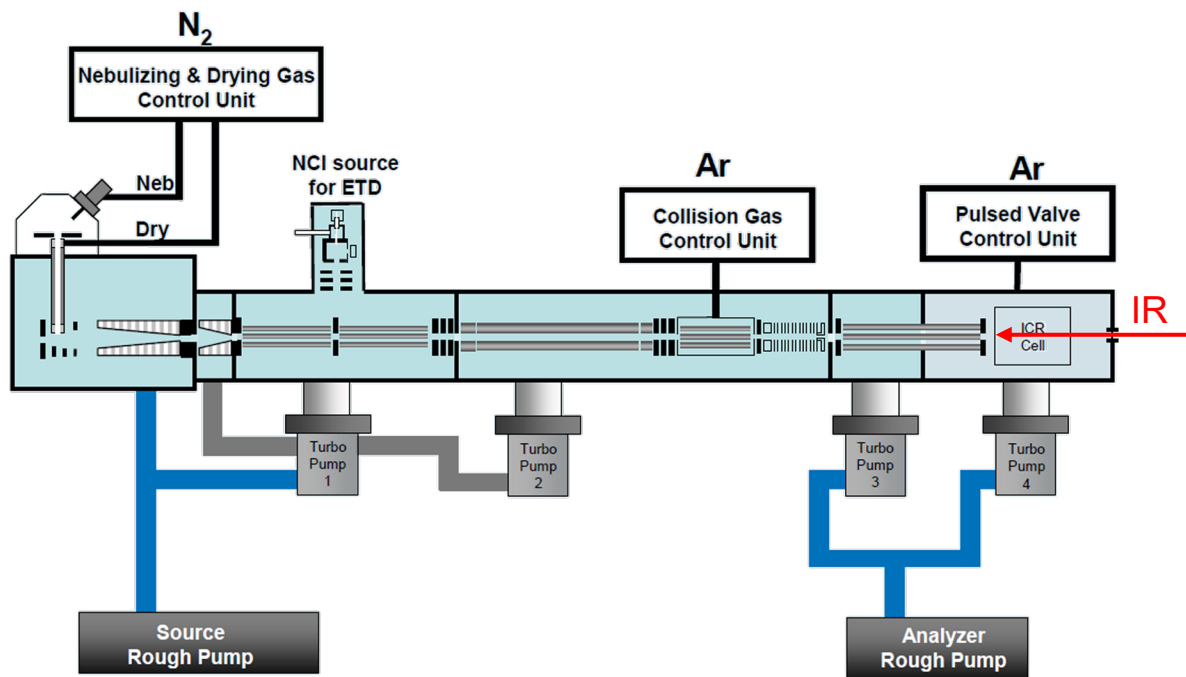 N₂
Nebulizing & Drying Gas
Control Unit
Neb
Dry
NCI source
for ETD
Ar
Collision Gas
Control Unit
Ar
Pulsed Valve
Control Unit
IR
ICR
Cell
Turbo
Pump
1
Turbo
Pump
2
Turbo
Pump
3
Turbo
Pump
4
Source
Rough Pump
Analyzer
Rough Pump